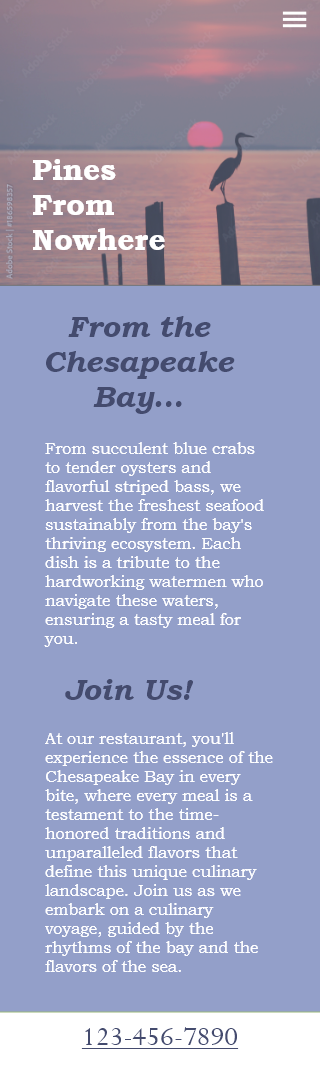 Pines
From
Nowhere
Adobe Stock | #186598357
From the
Chesapeake
Bay...
From succulent blue crabs
to tender oysters and
flavorful striped bass, we
harvest the freshest seafood
sustainably from the bay's
thriving ecosystem. Each
dish is a tribute to the
hardworking watermen who
navigate these waters,
ensuring a tasty meal for
you.
Join Us!
At our restaurant, you'll
experience the essence of the
Chesapeake Bay in every
bite, where every meal is a
testament to the time-
honored traditions and
unparalleled flavors that
define this unique culinary
landscape. Join us as we
embark on a culinary
voyage, guided by the
rhythms of the bay and the
flavors of the sea.
123-456-7890